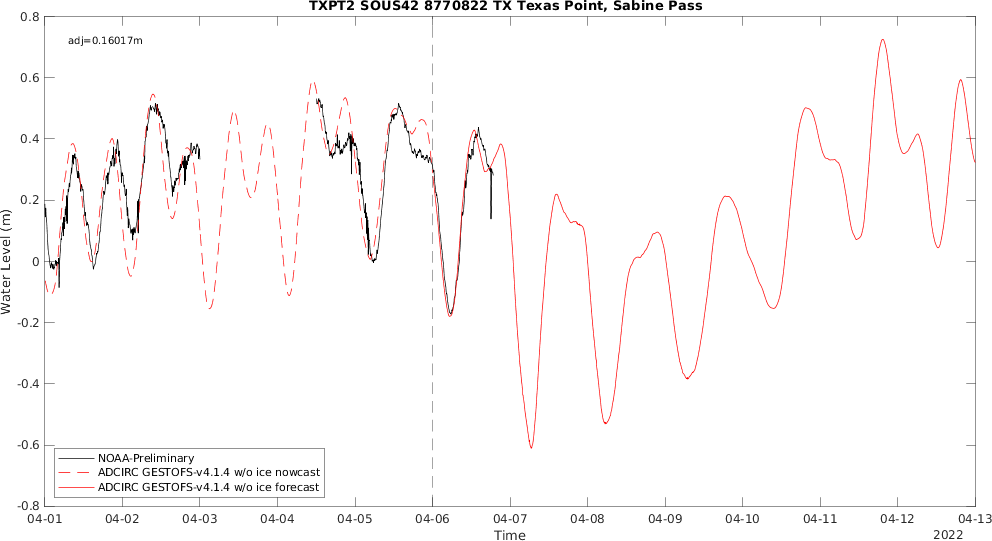 TXPT2 SOUS42 8770822 TX Texas Point, Sabine Pass
adj=0.16017m
0.8
0.6
0.4
0.2
0
-0.2
-0.4
-0.6
-0.8
Water Level (m)
NOAA-Preliminary
ADCIRC GESTOFS-v4.1.4 w/o ice nowcast
ADCIRC GESTOFS-v4.1.4 w/o ice forecast
04-01 04-02 04-03 04-04 04-05 04-06 04-07 04-08 04-09 04-10 04-11 04-12 04-13
Time
2022